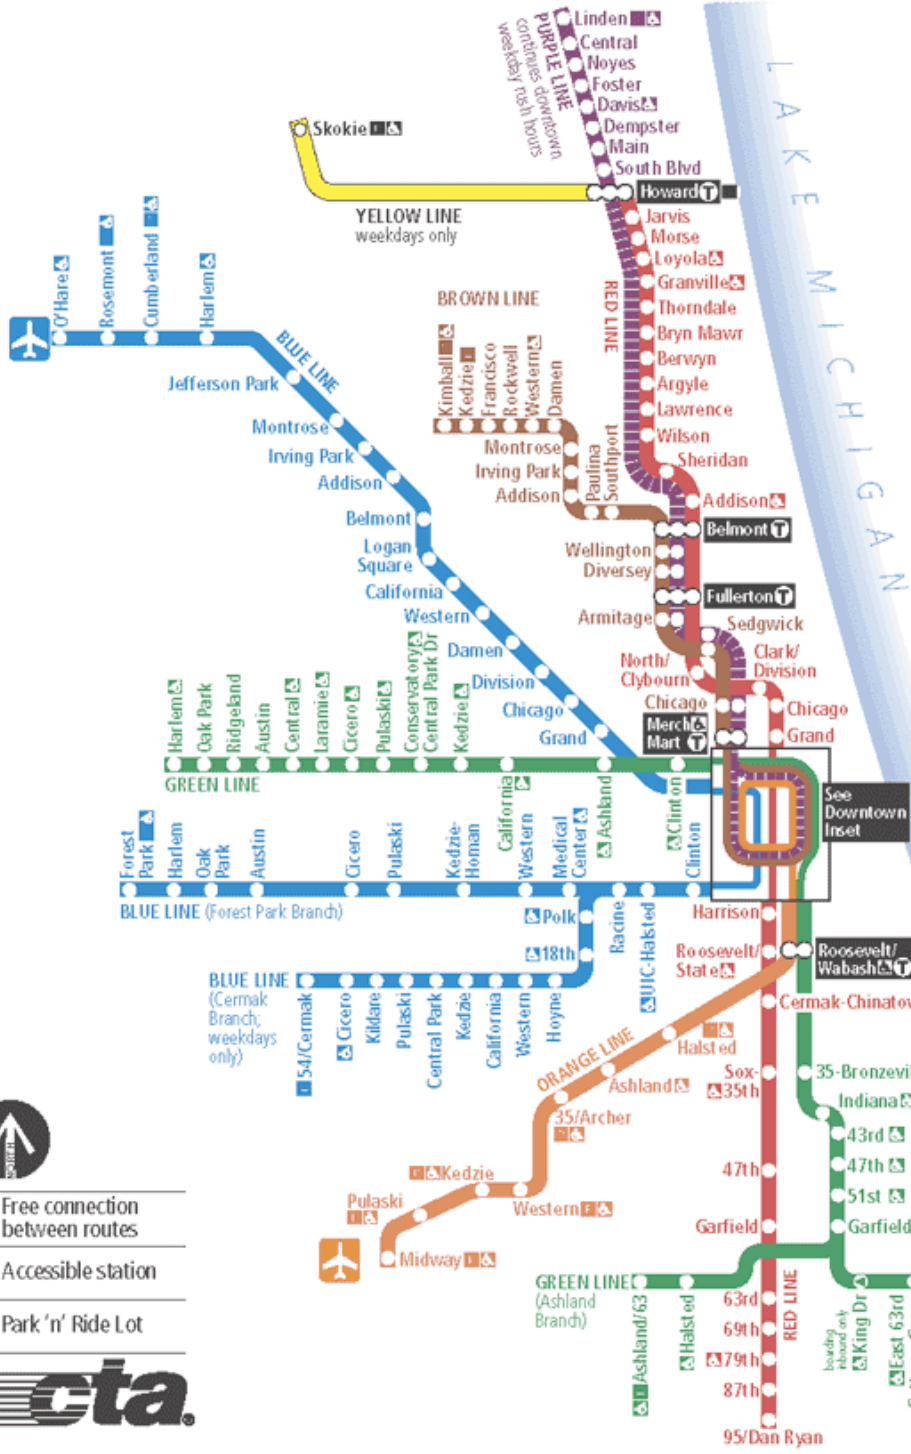 Linden
Central
Noyes
Foster
Davis
Dempster
Main
South Blvd
PURPLE LINE
continues downtown
weekday rush hours
Skokie
Howard T
YELLOW LINE
weekdays only
LAKE MICHIGAN
Jarvis
Morse
Loyola
Granville
Thorndale
Bryn Mawr
Berwyn
Argyle
Lawrence
Wilson
Sheridan
Addison
RED LINE
Belmont T
Fullerton T
O'Hare
Rosemont
Cumberland
Harlem
BLUE LINE
Jefferson Park
Montrose
Irving Park
Addison
Belmont
Logan
Square
California
Western
Damen
Division
Chicago
Grand
BROWN LINE
Kimball
Kedzie
Francisco
Rockwell
Western
Damen
Montrose
Irving Park
Addison
Paulina
Southport
Wellington
Diversey
Armitage
Sedgwick
North/
Clybourn
Clark/
Division
Chicago
Chicago
Merch
Mart T
Grand
Harlem
Oak Park
Ridgeland
Austin
Central
Laramie
Cicero
Pulaski
Conservatory
Central Park Dr
Kedzie
GREEN LINE
California
Ashland
Clinton
See
Downtown
Inset
Forest
Park
Harlem
Oak
Park
Austin
Cicero
Pulaski
Kedzie-
Homan
Western
Medical
Center
Clinton
BLUE LINE (Forest Park Branch)
Polk
18th
Racine
UIC-Halsted
Harrison
Roosevelt/
State
Roosevelt/
Wabash T
BLUE LINE
(Cermak
Branch;
weekdays
only)
54/Cermak
Cicero
Kildare
Pulaski
Central Park
Kedzie
California
Western
Hoyne
Cermak-Chinatow
ORANGE LINE
Halsted
Ashland
35/Archer
Kedzie
Western
Pulaski
Midway
Sox-
35th
35-Bronzevil
Indiana
43rd
47th
47th
51st
Garfield
Garfield
GREEN LINE
(Ashland
Branch)
Ashland/63
Halsted
63rd
69th
79th
87th
95/Dan Ryan
RED LINE
boarding
inbound only
King Dr
East 63rd
NORTH
Free connection
between routes
Accessible station
Park 'n' Ride Lot
cta